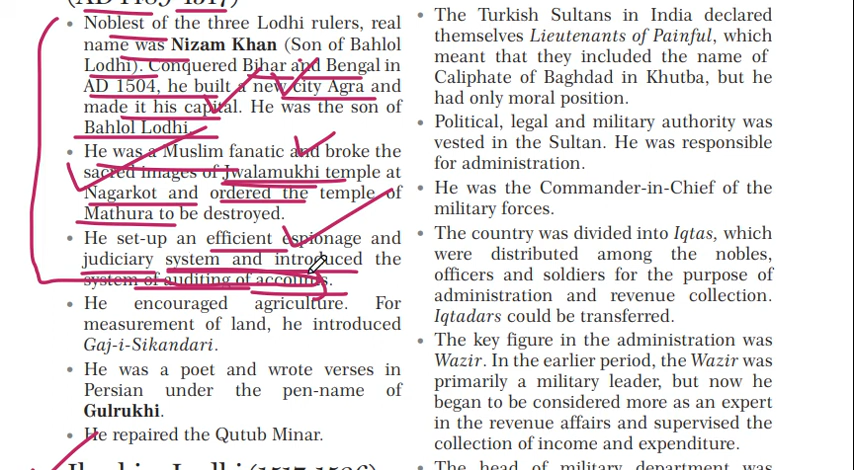 • Noblest of the three Lodhi rulers, real
name was Nizam Khan (Son of Bahlol
Lodhi). Conquered Bihar and Bengal in
AD 1504, he built a new city Agra and
made it his capital. He was the son of
Bahlol Lodhi.
• He was a Muslim fanatic and broke the
sacred images of Jwalamukhi temple at
Nagarkot and ordered the temple of
Mathura to be destroyed.
• He set-up an efficient espionage and
judiciary system and introduced the
system of auditing of accounts.
• He encouraged agriculture. For
measurement of land, he introduced
Gaj-i-Sikandari.
• He was a poet and wrote verses in
Persian under the pen-name of
Gulrukhi.
• He repaired the Qutub Minar.
• The Turkish Sultans in India declared
themselves Lieutenants of Painful, which
meant that they included the name of
Caliphate of Baghdad in Khutba, but he
had only moral position.
• Political, legal and military authority was
vested in the Sultan. He was responsible
for administration.
• He was the Commander-in-Chief of the
military forces.
• The country was divided into Iqtas, which
were distributed among the nobles,
officers and soldiers for the purpose of
administration and revenue collection.
Iqtadars could be transferred.
• The key figure in the administration was
Wazir. In the earlier period, the Wazir was
primarily a military leader, but now he
began to be considered more as an expert
in the revenue affairs and supervised the
collection of income and expenditure.
• The head of military department was